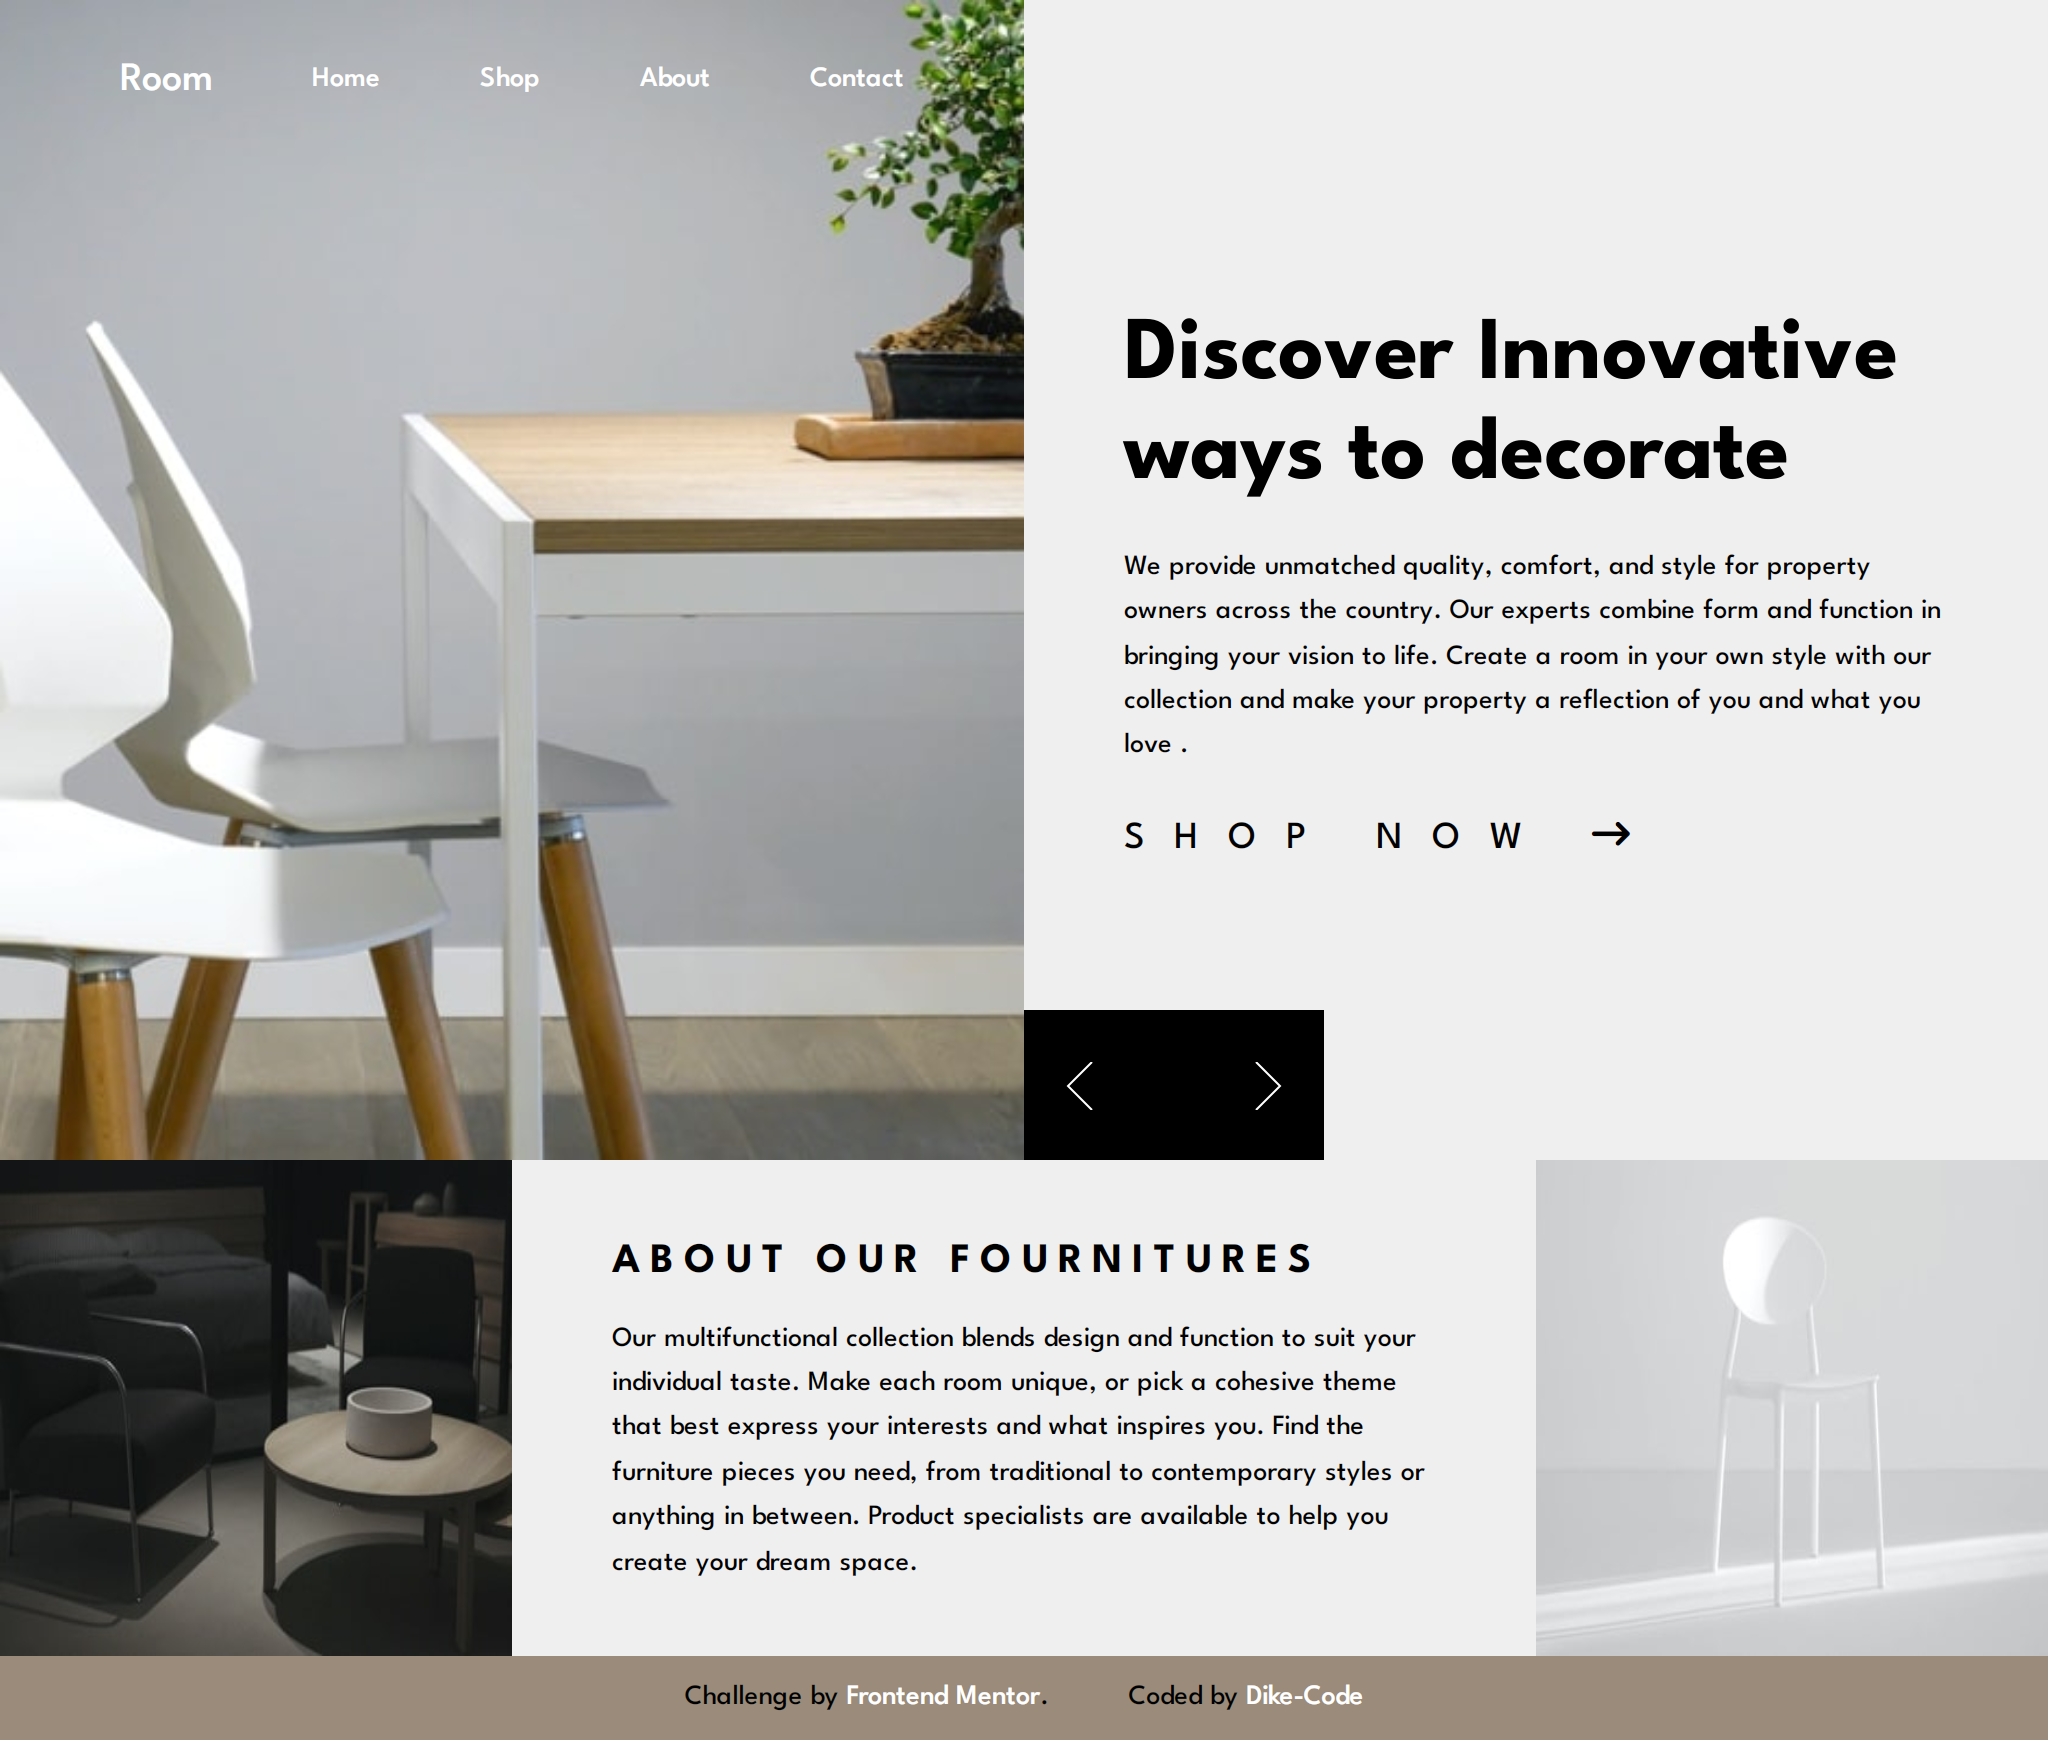 Room Home Shop About Contact
Discover Innovative
ways to decorate
We provide unmatched quality, comfort, and style for property
owners across the country. Our experts combine form and function in
bringing your vision to life. Create a room in your own style with our
collection and make your property a reflection of you and what you
love .
SHOP NOW →
ABOUT OUR FOURNITURES
Our multifunctional collection blends design and function to suit your
individual taste. Make each room unique, or pick a cohesive theme
that best express your interests and what inspires you. Find the
furniture pieces you need, from traditional to contemporary styles or
anything in between. Product specialists are available to help you
create your dream space.
Challenge by Frontend Mentor. Coded by Dike-Code